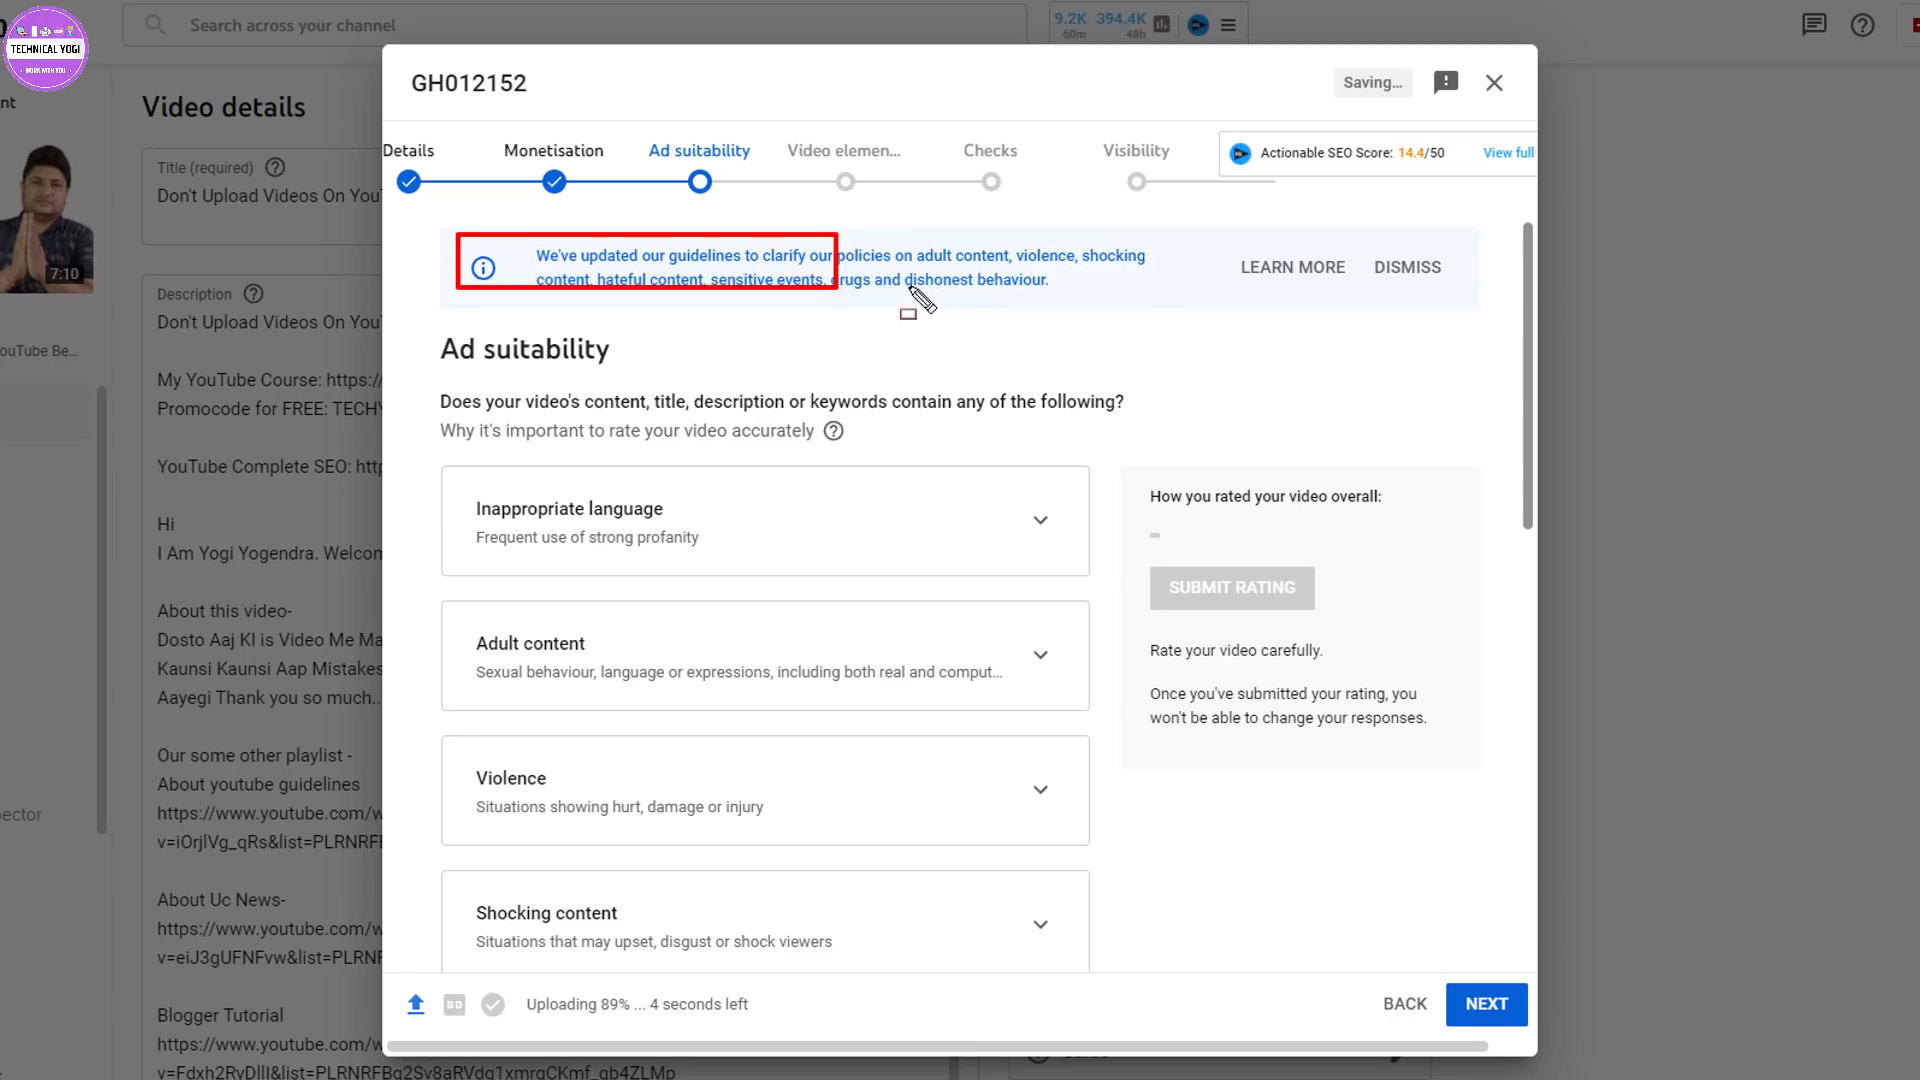 Search across your channel
9.2K 394.4K
60m 48h
TECHNICAL YOGI
WORK WITH YOU
nt
Video details
Title (required)
Don't Upload Videos On You
7:10
Description
Don't Upload Videos On You
ouTube Be...
My YouTube Course: https:/
Promocode for FREE: TECHY
YouTube Complete SEO: http
Hi
I Am Yogi Yogendra. Welcon
About this video-
Dosto Aaj KI is Video Me Ma
Kaunsi Kaunsi Aap Mistakes
Aayegi Thank you so much..
Our some other playlist -
About youtube guidelines
https://www.youtube.com/w
ector
v=iOrjlVg_qRs&list=PLRNRFE
About Uc News-
https://www.youtube.com/w
v=eiJ3gUFNFvw&list=PLRNF
Blogger Tutorial
https://www.youtube.com/w
GH012152
Saving...
Details
Monetisation
Ad suitability
Video elemen...
Checks
Visibility
Actionable SEO Score: 14.4/50
View full
We've updated our guidelines to clarify our policies on adult content, violence, shocking
content, hateful content, sensitive events, drugs and dishonest behaviour.
LEARN MORE
DISMISS
Ad suitability
Does your video's content, title, description or keywords contain any of the following?
Why it's important to rate your video accurately
Inappropriate language
Frequent use of strong profanity
Adult content
Sexual behaviour, language or expressions, including both real and comput...
Violence
Situations showing hurt, damage or injury
Shocking content
Situations that may upset, disgust or shock viewers
How you rated your video overall:
-
SUBMIT RATING
Rate your video carefully.
Once you've submitted your rating, you
won't be able to change your responses.
SD
Uploading 89% ... 4 seconds left
BACK
NEXT